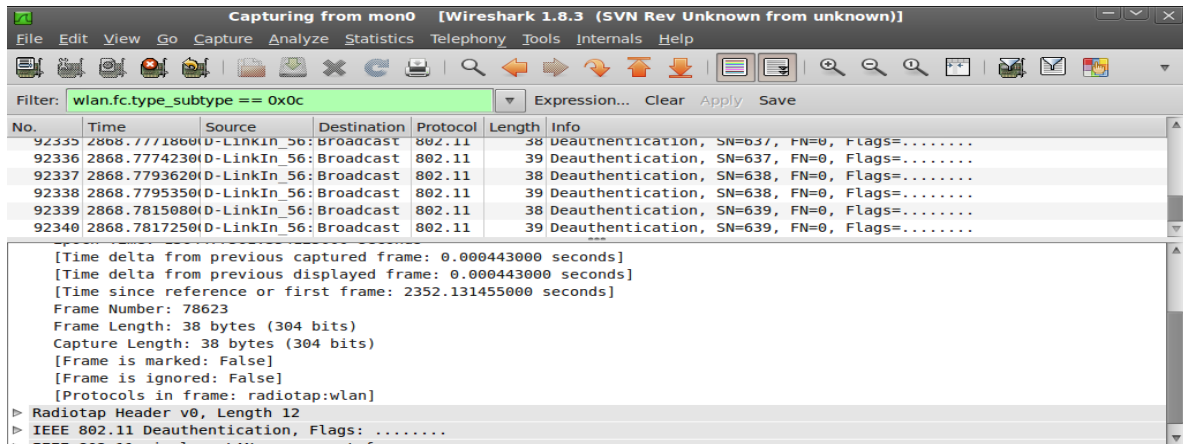 Capturing from mon0 [Wireshark 1.8.3 (SVN Rev Unknown from unknown)]
File Edit View Go Capture Analyze Statistics Telephony Tools Internals Help
Filter: wlan.fc.type_subtype == 0x0c Expression... Clear Apply Save
No. Time Source Destination Protocol Length Info
92335 2868.7771860( D-LinkIn_56: Broadcast 802.11 38 Deauthentication, SN=637, FN=0, Flags=........
92336 2868.7774230( D-LinkIn_56: Broadcast 802.11 39 Deauthentication, SN=637, FN=0, Flags=........
92337 2868.7793620( D-LinkIn_56: Broadcast 802.11 38 Deauthentication, SN=638, FN=0, Flags=........
92338 2868.7795350( D-LinkIn_56: Broadcast 802.11 39 Deauthentication, SN=638, FN=0, Flags=........
92339 2868.7815080( D-LinkIn_56: Broadcast 802.11 38 Deauthentication, SN=639, FN=0, Flags=........
92340 2868.7817250( D-LinkIn_56: Broadcast 802.11 39 Deauthentication, SN=639, FN=0, Flags=........
[Time delta from previous captured frame: 0.000443000 seconds]
[Time delta from previous displayed frame: 0.000443000 seconds]
[Time since reference or first frame: 2352.131455000 seconds]
Frame Number: 78623
Frame Length: 38 bytes (304 bits)
Capture Length: 38 bytes (304 bits)
[Frame is marked: False]
[Frame is ignored: False]
[Protocols in frame: radiotap:wlan]
Radiotap Header v0, Length 12
IEEE 802.11 Deauthentication, Flags: ........